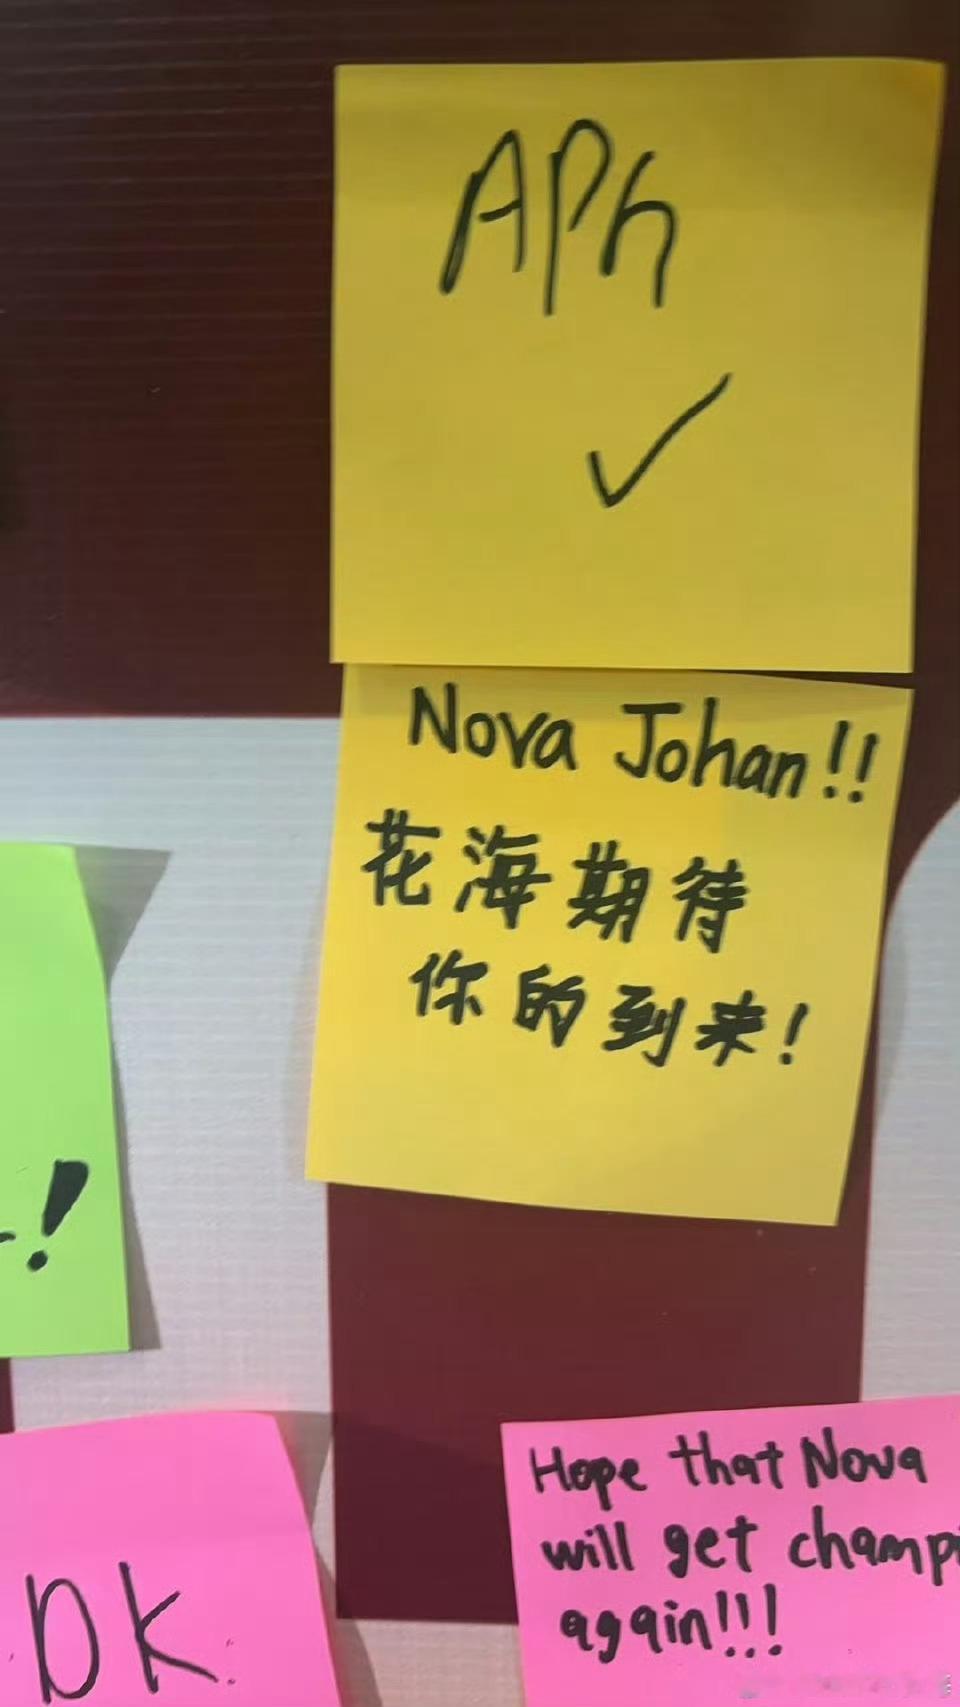 APh
Nova Johan!!
花海期待
你的到来!
!
DK
Hope that Nova
will get champi
again!!!